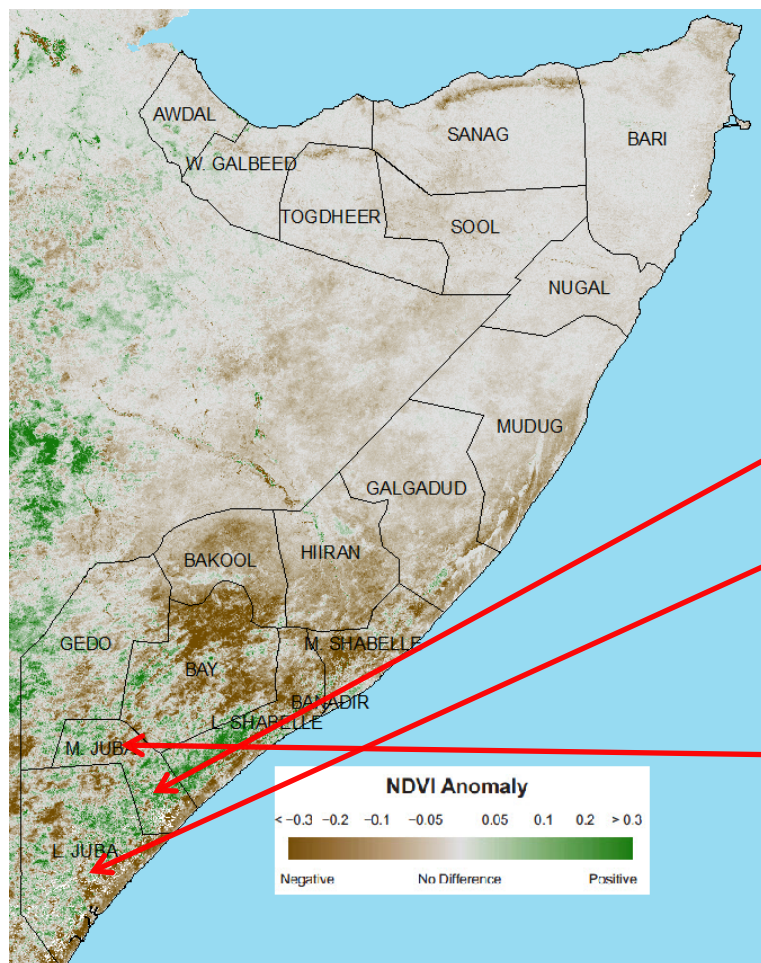 AWDAL
SANAG
BARI
W. GALBEED
TOGDHEER
SOOL
NUGAL
MUDUG
GALGADUD
HIIRAN
BAKOOL
GEDO
M. SHABELLE
BAY
BANADIR
L. SHABELLE
M. JUBA
L. JUBA
NDVI Anomaly
< −0.3 −0.2 −0.1 −0.05 0.05 0.1 0.2 > 0.3
Negative No Difference Positive